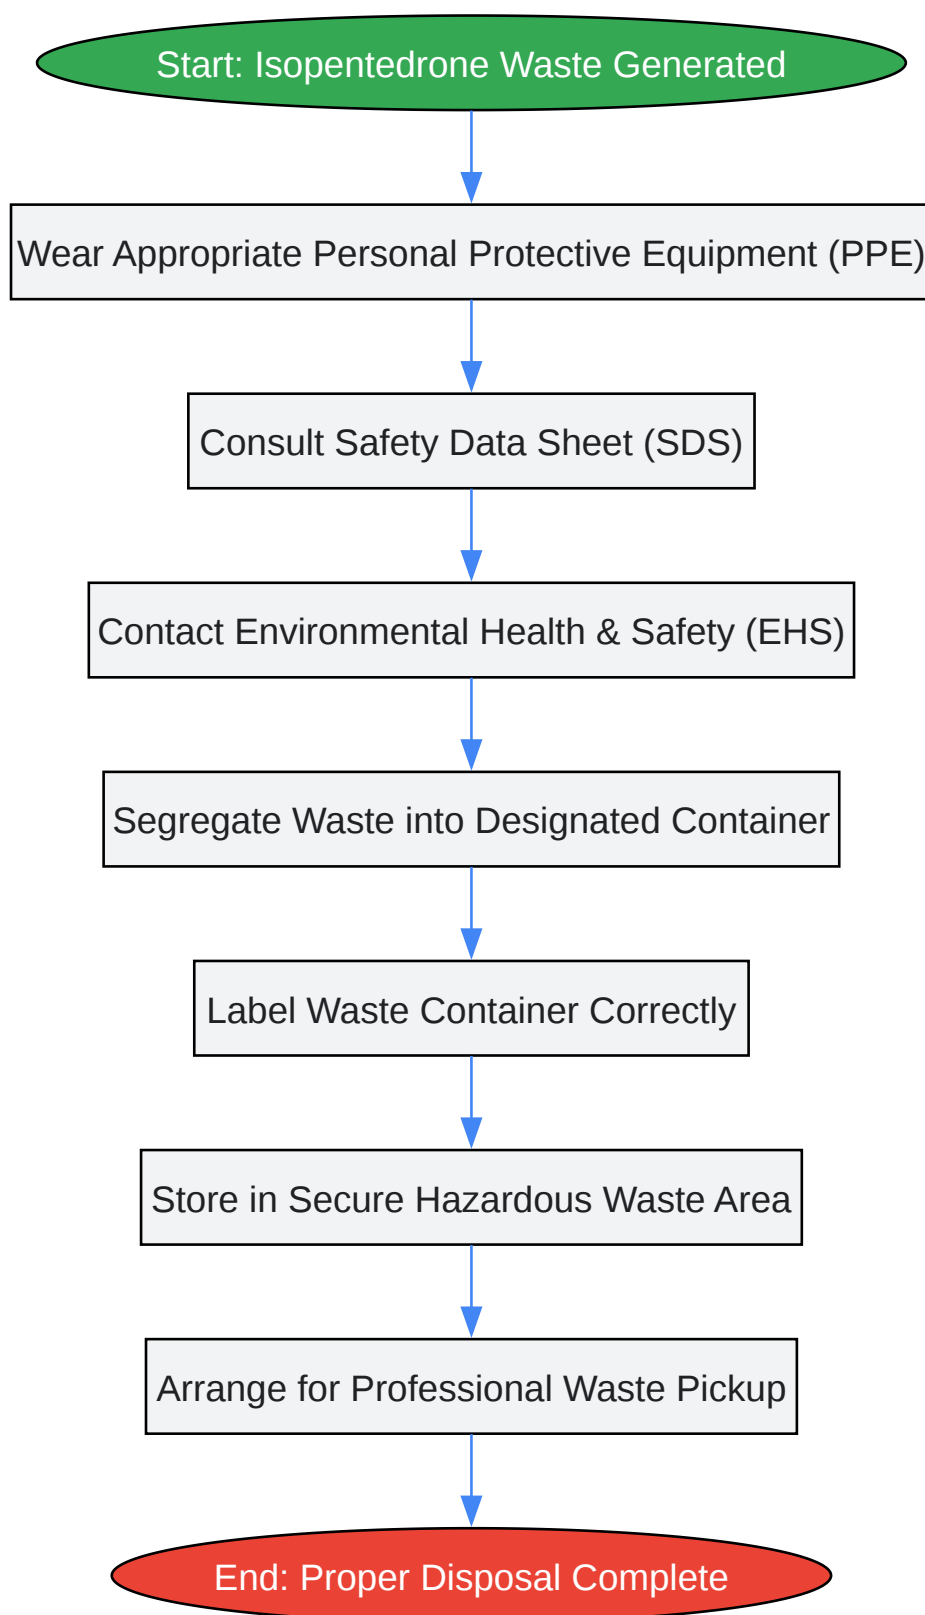 Start: Isopentedrone Waste Generated
Wear Appropriate Personal Protective Equipment (PPE)
Consult Safety Data Sheet (SDS)
Contact Environmental Health & Safety (EHS)
Segregate Waste into Designated Container
Label Waste Container Correctly
Store in Secure Hazardous Waste Area
Arrange for Professional Waste Pickup
End: Proper Disposal Complete